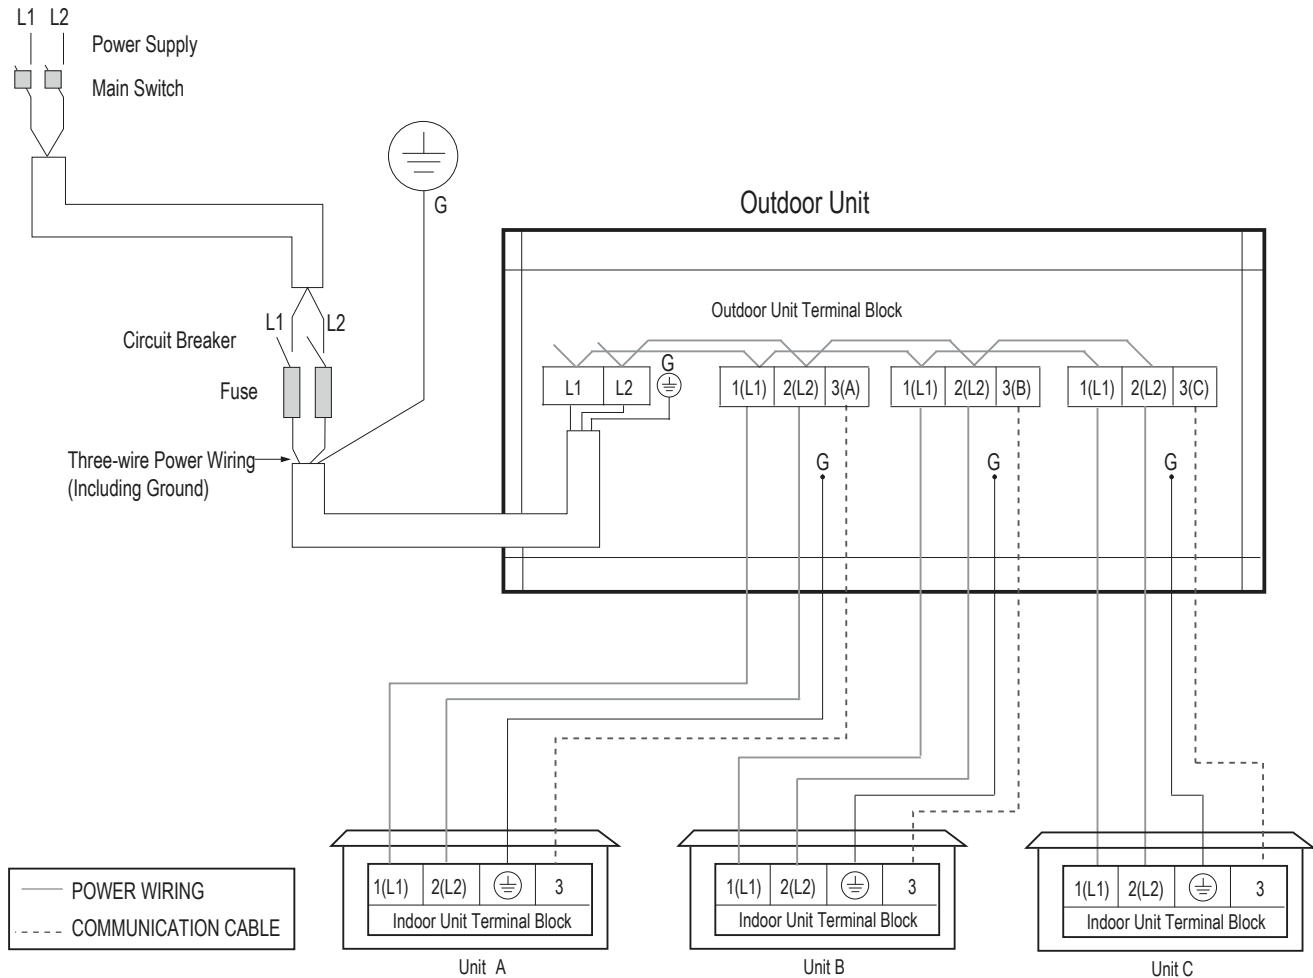 L1 L2
Power Supply
Main Switch
G
Outdoor Unit
Outdoor Unit Terminal Block
L1 L2
Circuit Breaker
Fuse
Three-wire Power Wiring
(Including Ground)
L1 L2 G
1(L1) 2(L2) 3(A)
1(L1) 2(L2) 3(B)
1(L1) 2(L2) 3(C)
G G G
1(L1) 2(L2) 3
Indoor Unit Terminal Block
Unit A
1(L1) 2(L2) 3
Indoor Unit Terminal Block
Unit B
1(L1) 2(L2) 3
Indoor Unit Terminal Block
Unit C
POWER WIRING
COMMUNICATION CABLE